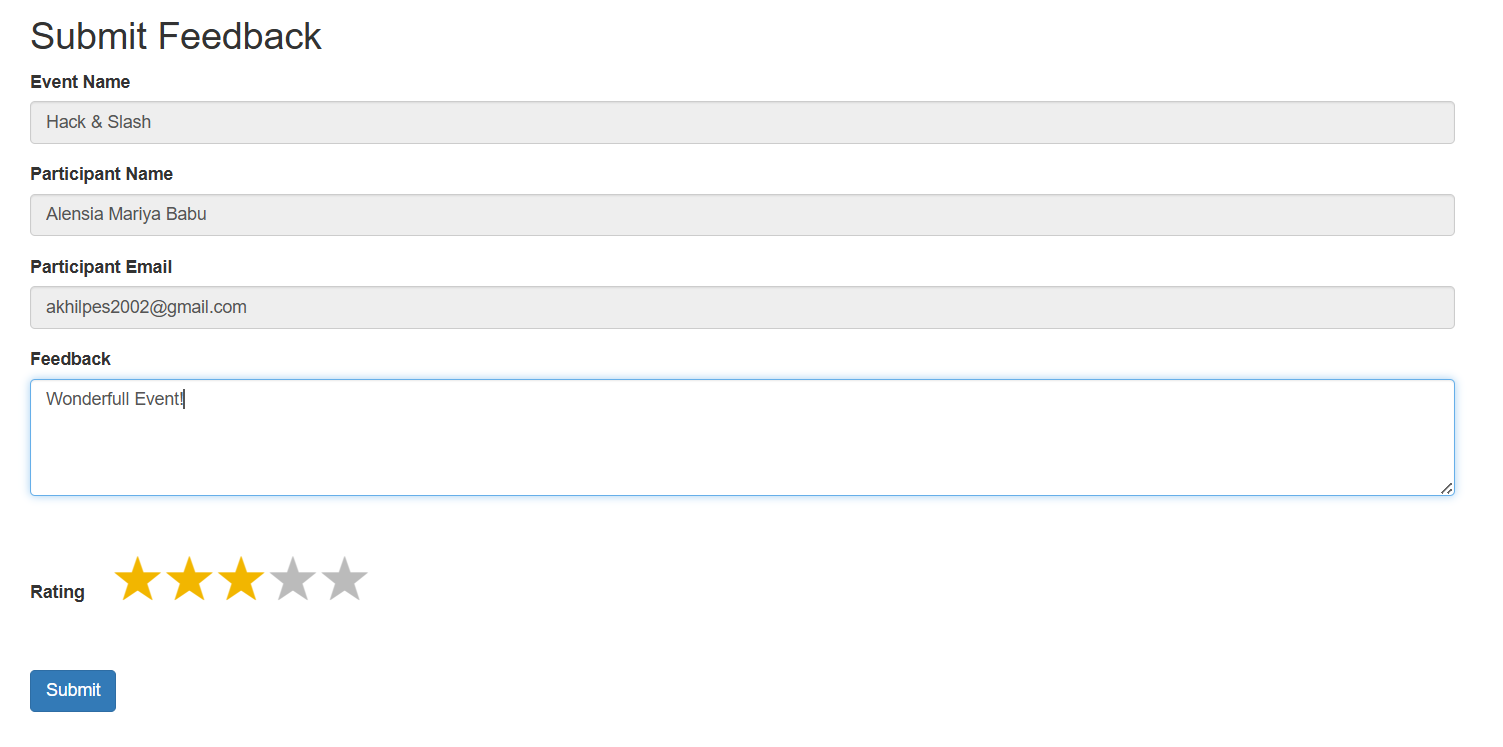 Submit Feedback
Event Name
Hack & Slash
Participant Name
Alensia Mariya Babu
Participant Email
akhilpes2002@gmail.com
Feedback
Wonderfull Event!
Rating
Submit